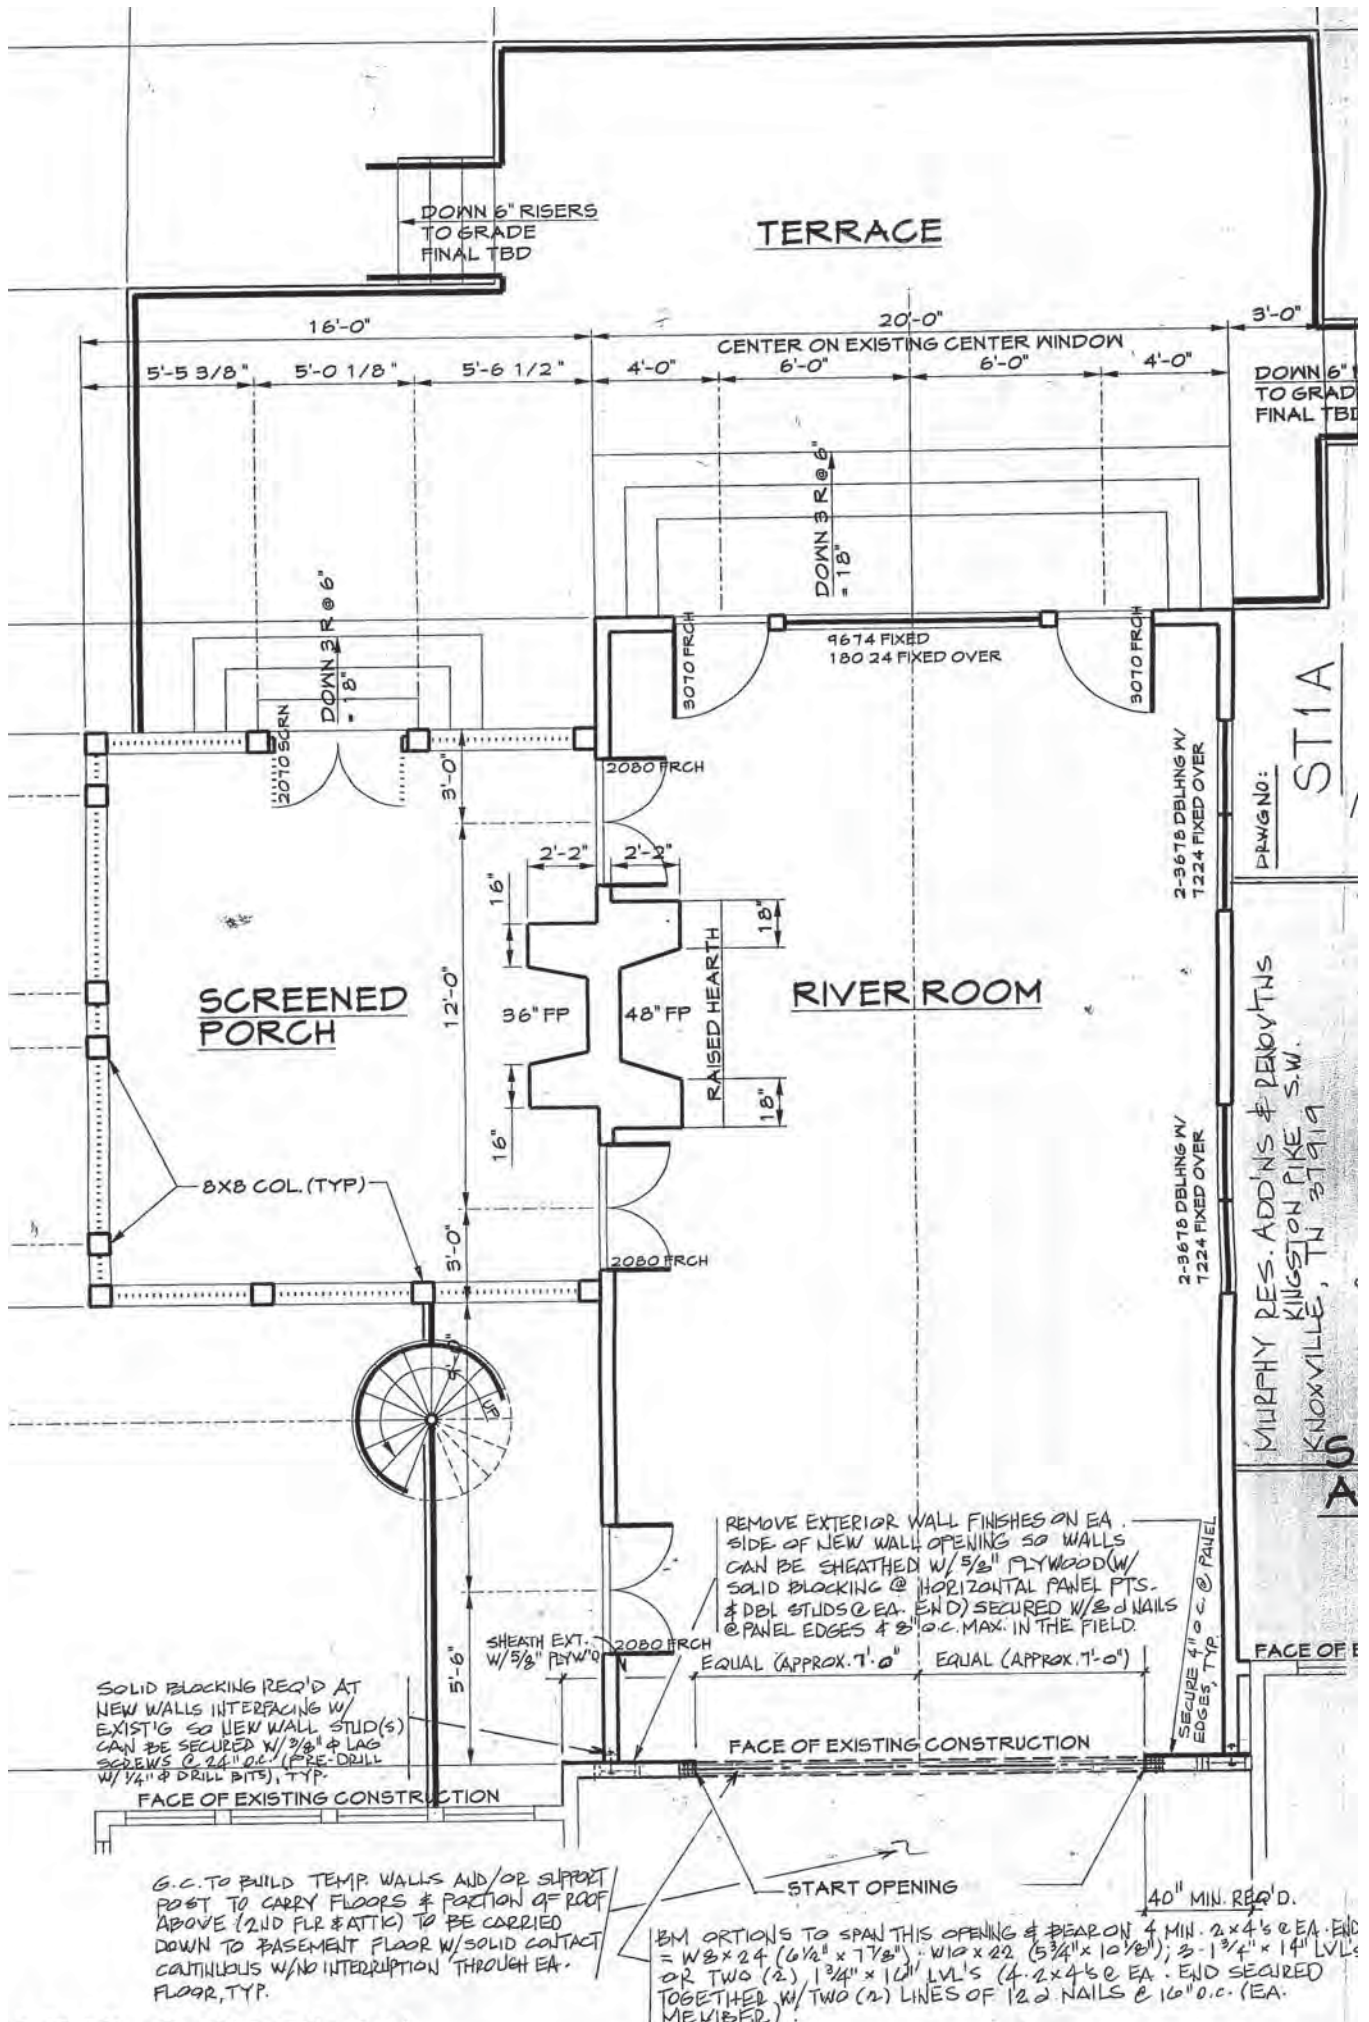 DOWN 6" RISERS
TO GRADE
FINAL TBD
TERRACE
16'-0"
20'-0"
3'-0"
CENTER ON EXISTING CENTER WINDOW
5'-5 3/8"
5'-0 1/8"
5'-6 1/2"
4'-0"
6'-0"
6'-0"
4'-0"
DOWN 6"
TO GRAD
FINAL TBD
DOWN 3 R @ 6"
= 18"
DOWN 3 R @ 6"
= 18"
3070 FRCH
9674 FIXED
180 24 FIXED OVER
3070 FRCH
2070 SCRN
3'-0"
2080 FRCH
2-3678 DBLHNG W/
7224 FIXED OVER
DRWG NO:
ST1A
2'-2"
2'-2"
16"
18"
12'-0"
SCREENED
PORCH
36" FP
48" FP
RAISED HEARTH
RIVER ROOM
16"
18"
8X8 COL. (TYP)
3'-0"
2080 FRCH
2-3678 DBLHNG W/
7224 FIXED OVER
MURPHY RES. ADD'NS & RENOV'TNS
KINGSTON PIKE S.W.
KNOXVILLE, TN 37919
S
A
UP
REMOVE EXTERIOR WALL FINISHES ON EA.
SIDE OF NEW WALL OPENING SO WALLS
CAN BE SHEATHED W/ 5/8" PLYWOOD (W/
SOLID BLOCKING @ HORIZONTAL PANEL PTS.
& DBL STUDS @ EA. END) SECURED W/ 8d NAILS
@ PANEL EDGES & 8" O.C. MAX. IN THE FIELD.
SECURE 4" O.C. @ PANEL
EDGES, TYP.
SHEATH EXT.
W/ 5/8" PLYW'D
2080 FRCH
5'-6"
EQUAL (APPROX. 7'-0"
EQUAL (APPROX. 7'-0")
FACE OF E
SOLID BLOCKING REQ'D AT
NEW WALLS INTERFACING W/
EXIST'G SO NEW WALL STUD(S)
CAN BE SECURED W/ 3/8" Φ LAG
SCREWS @ 24" O.C. (PRE-DRILL
W/ 1/4" Φ DRILL BITS), TYP.
FACE OF EXISTING CONSTRUCTION
FACE OF EXISTING CONSTRUCTION
G.C. TO BUILD TEMP. WALLS AND/OR SUPPORT
POST TO CARRY FLOORS & PORTION OF ROOF
ABOVE (2ND FLR & ATTIC) TO BE CARRIED
DOWN TO BASEMENT FLOOR W/ SOLID CONTACT
CONTINUOUS W/NO INTERRUPTION THROUGH EA.
FLOOR, TYP.
START OPENING
40" MIN. REQ'D.
BM OPTIONS TO SPAN THIS OPENING & BEAR ON 4 MIN. 2x4's @ EA. END
= W8x24 (6 1/2" x 7 7/8"); W10 x 22 (5 3/4" x 10 1/8"); 3-1 3/4" x 14" LVL's
OR TWO (2) 1 3/4" x 16" LVL'S (4-2x4's @ EA. END SECURED
TOGETHER W/ TWO (2) LINES OF 12d NAILS @ 16" O.C. (EA.
MEMBER).